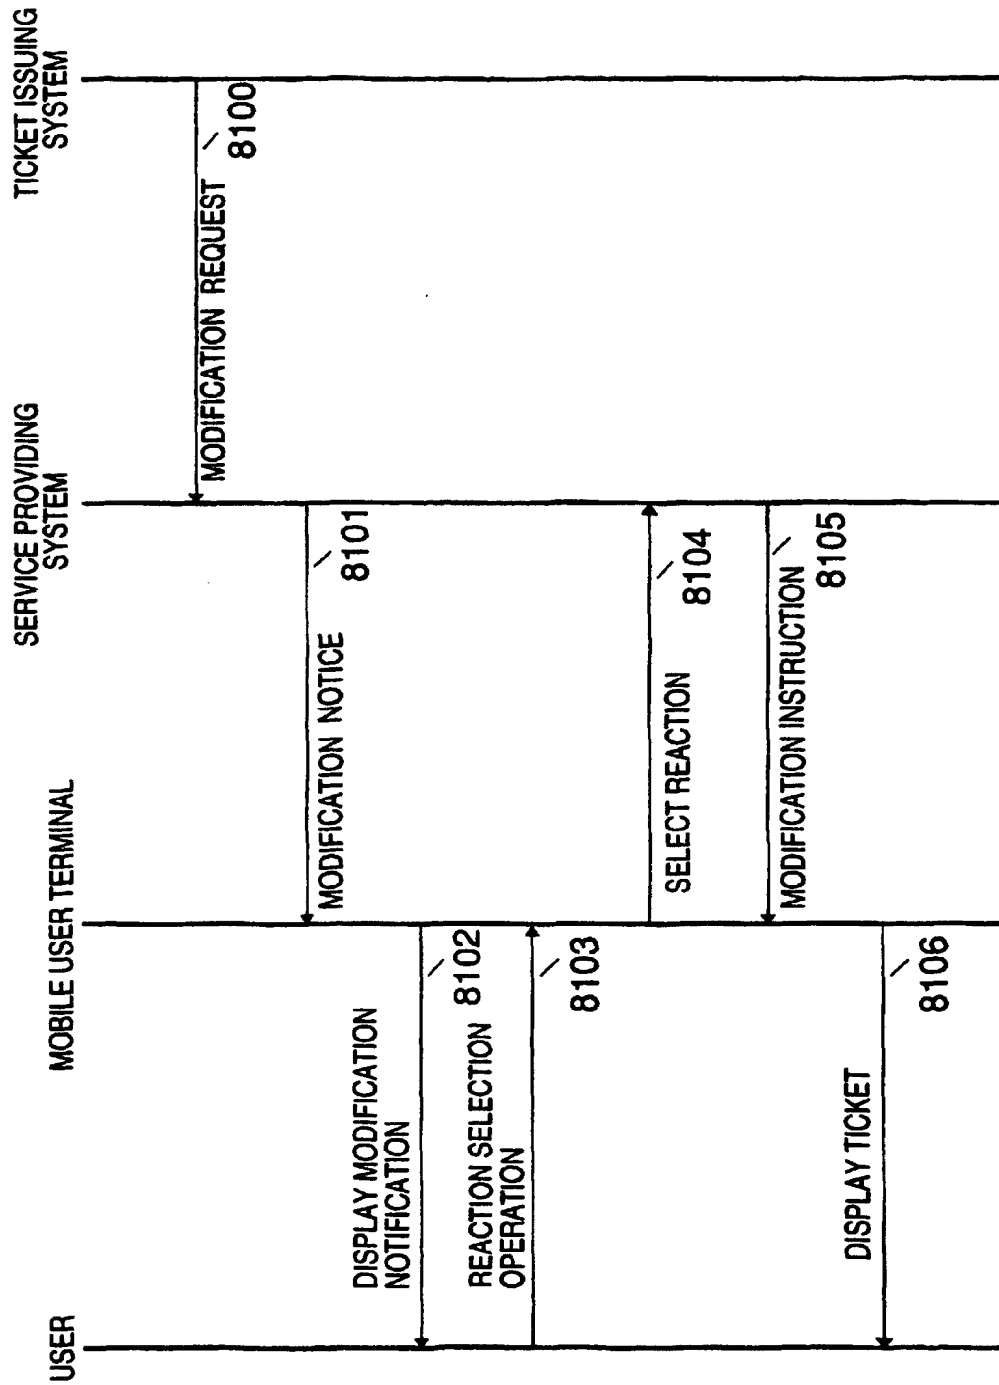 USER
MOBILE USER TERMINAL
SERVICE PROVIDING
SYSTEM
TICKET ISSUING
SYSTEM
MODIFICATION REQUEST
8100
MODIFICATION NOTICE
8101
DISPLAY MODIFICATION
NOTIFICATION
8102
REACTION SELECTION
OPERATION
8103
SELECT REACTION
8104
MODIFICATION INSTRUCTION
8105
DISPLAY TICKET
8106